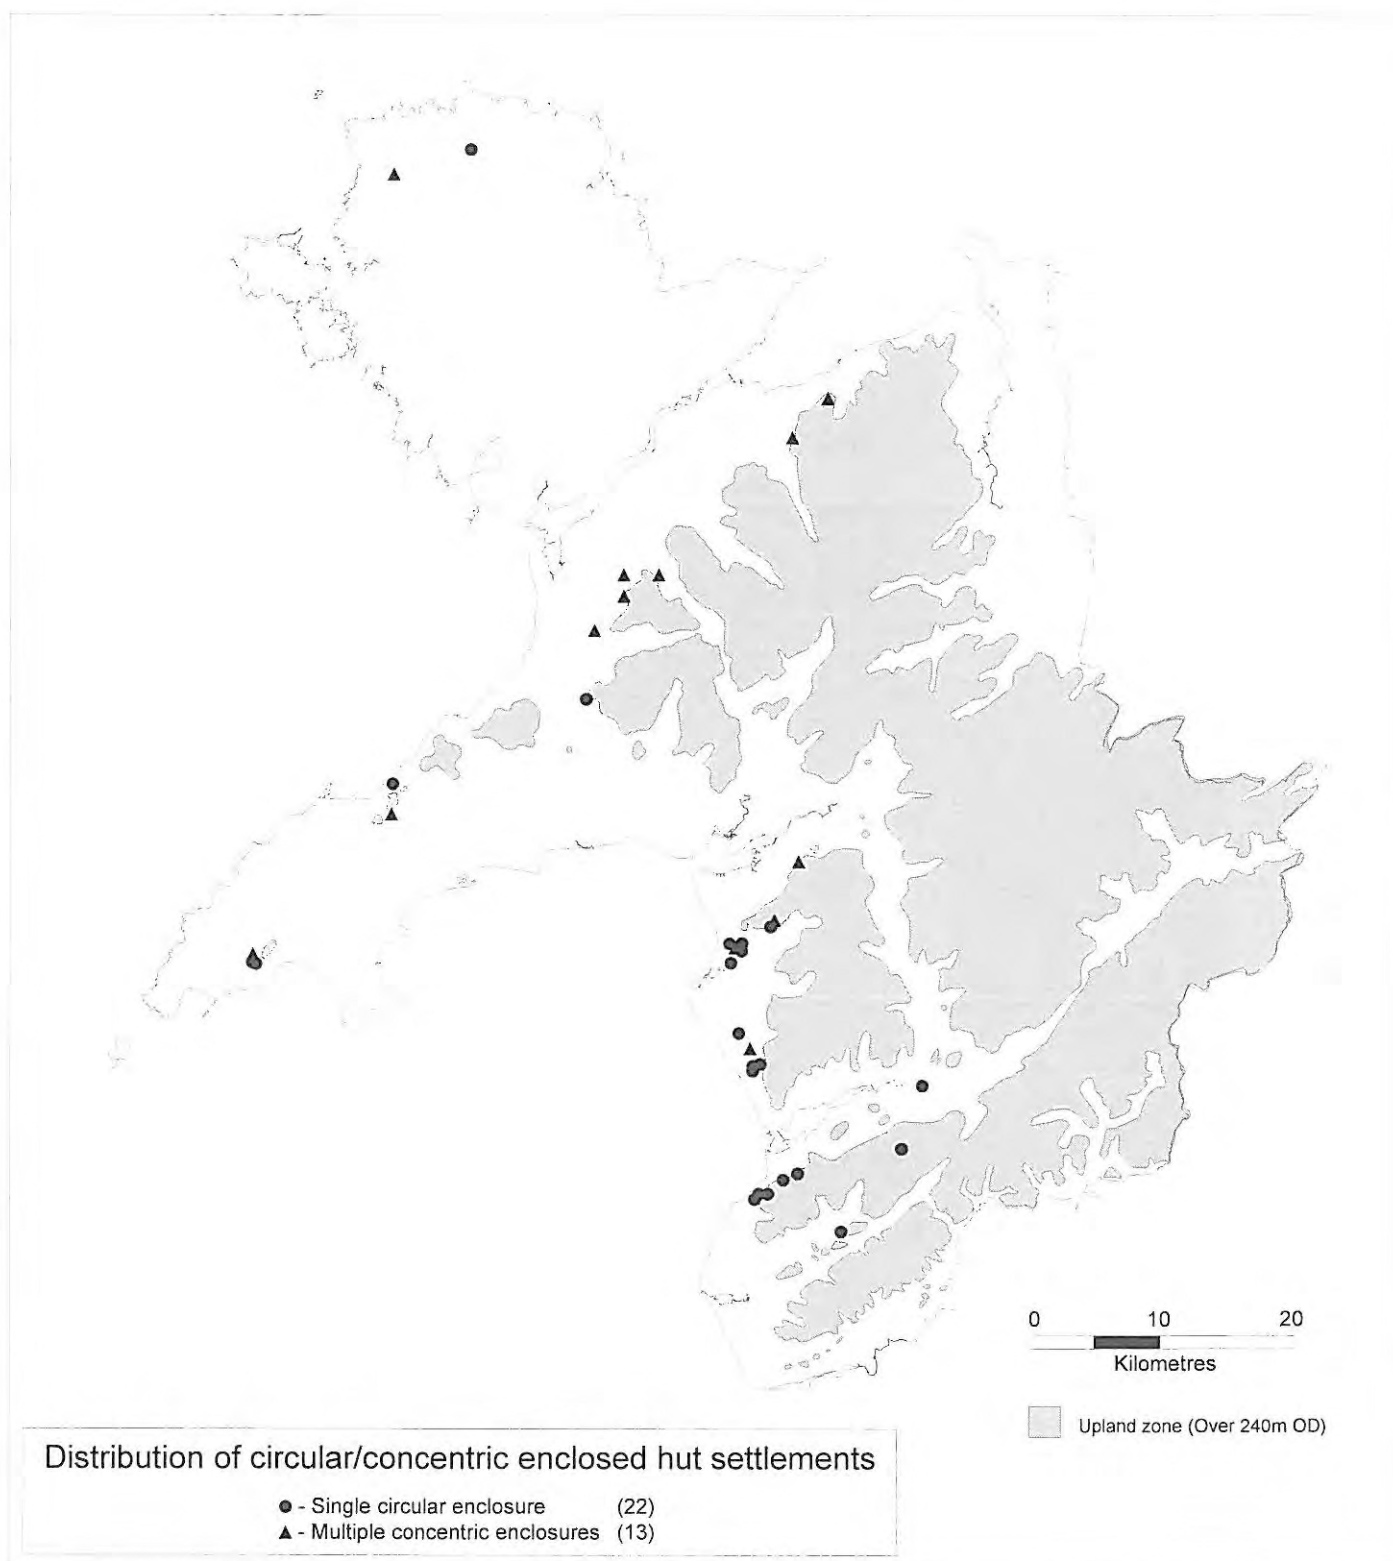 0 10 20
Kilometres
Upland zone (Over 240m OD)
Distribution of circular/concentric enclosed hut settlements
- Single circular enclosure (22)
- Multiple concentric enclosures (13)